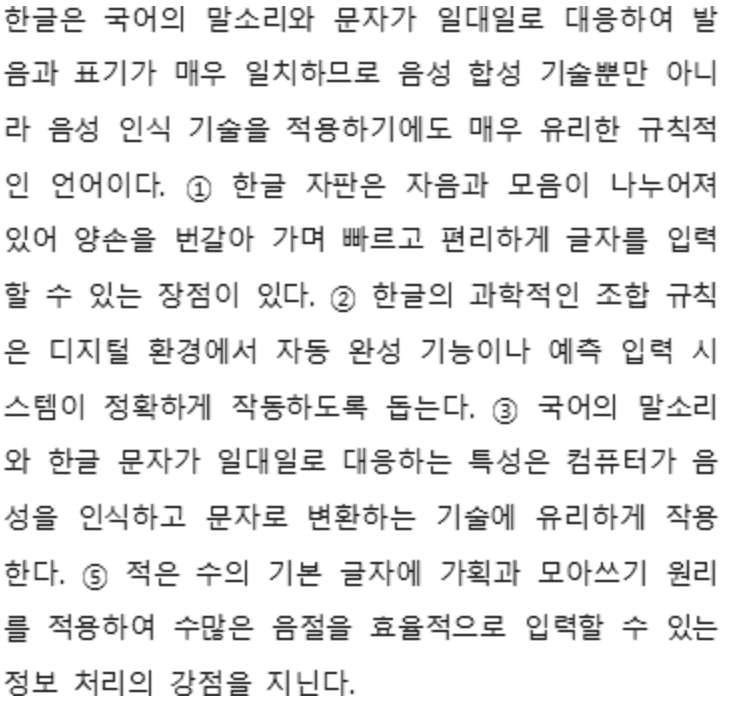 한글은 국어의 말소리와 문자가 일대일로 대응하여 발
음과 표기가 매우 일치하므로 음성 합성 기술뿐만 아니
라 음성 인식 기술을 적용하기에도 매우 유리한 규칙적
인 언어이다. ① 한글 자판은 자음과 모음이 나누어져
있어 양손을 번갈아 가며 빠르고 편리하게 글자를 입력
할 수 있는 장점이 있다. ② 한글의 과학적인 조합 규칙
은 디지털 환경에서 자동 완성 기능이나 예측 입력 시
스템이 정확하게 작동하도록 돕는다. ③ 국어의 말소리
와 한글 문자가 일대일로 대응하는 특성은 컴퓨터가 음
성을 인식하고 문자로 변환하는 기술에 유리하게 작용
한다. ⑤ 적은 수의 기본 글자에 가획과 모아쓰기 원리
를 적용하여 수많은 음절을 효율적으로 입력할 수 있는
정보 처리의 강점을 지닌다.